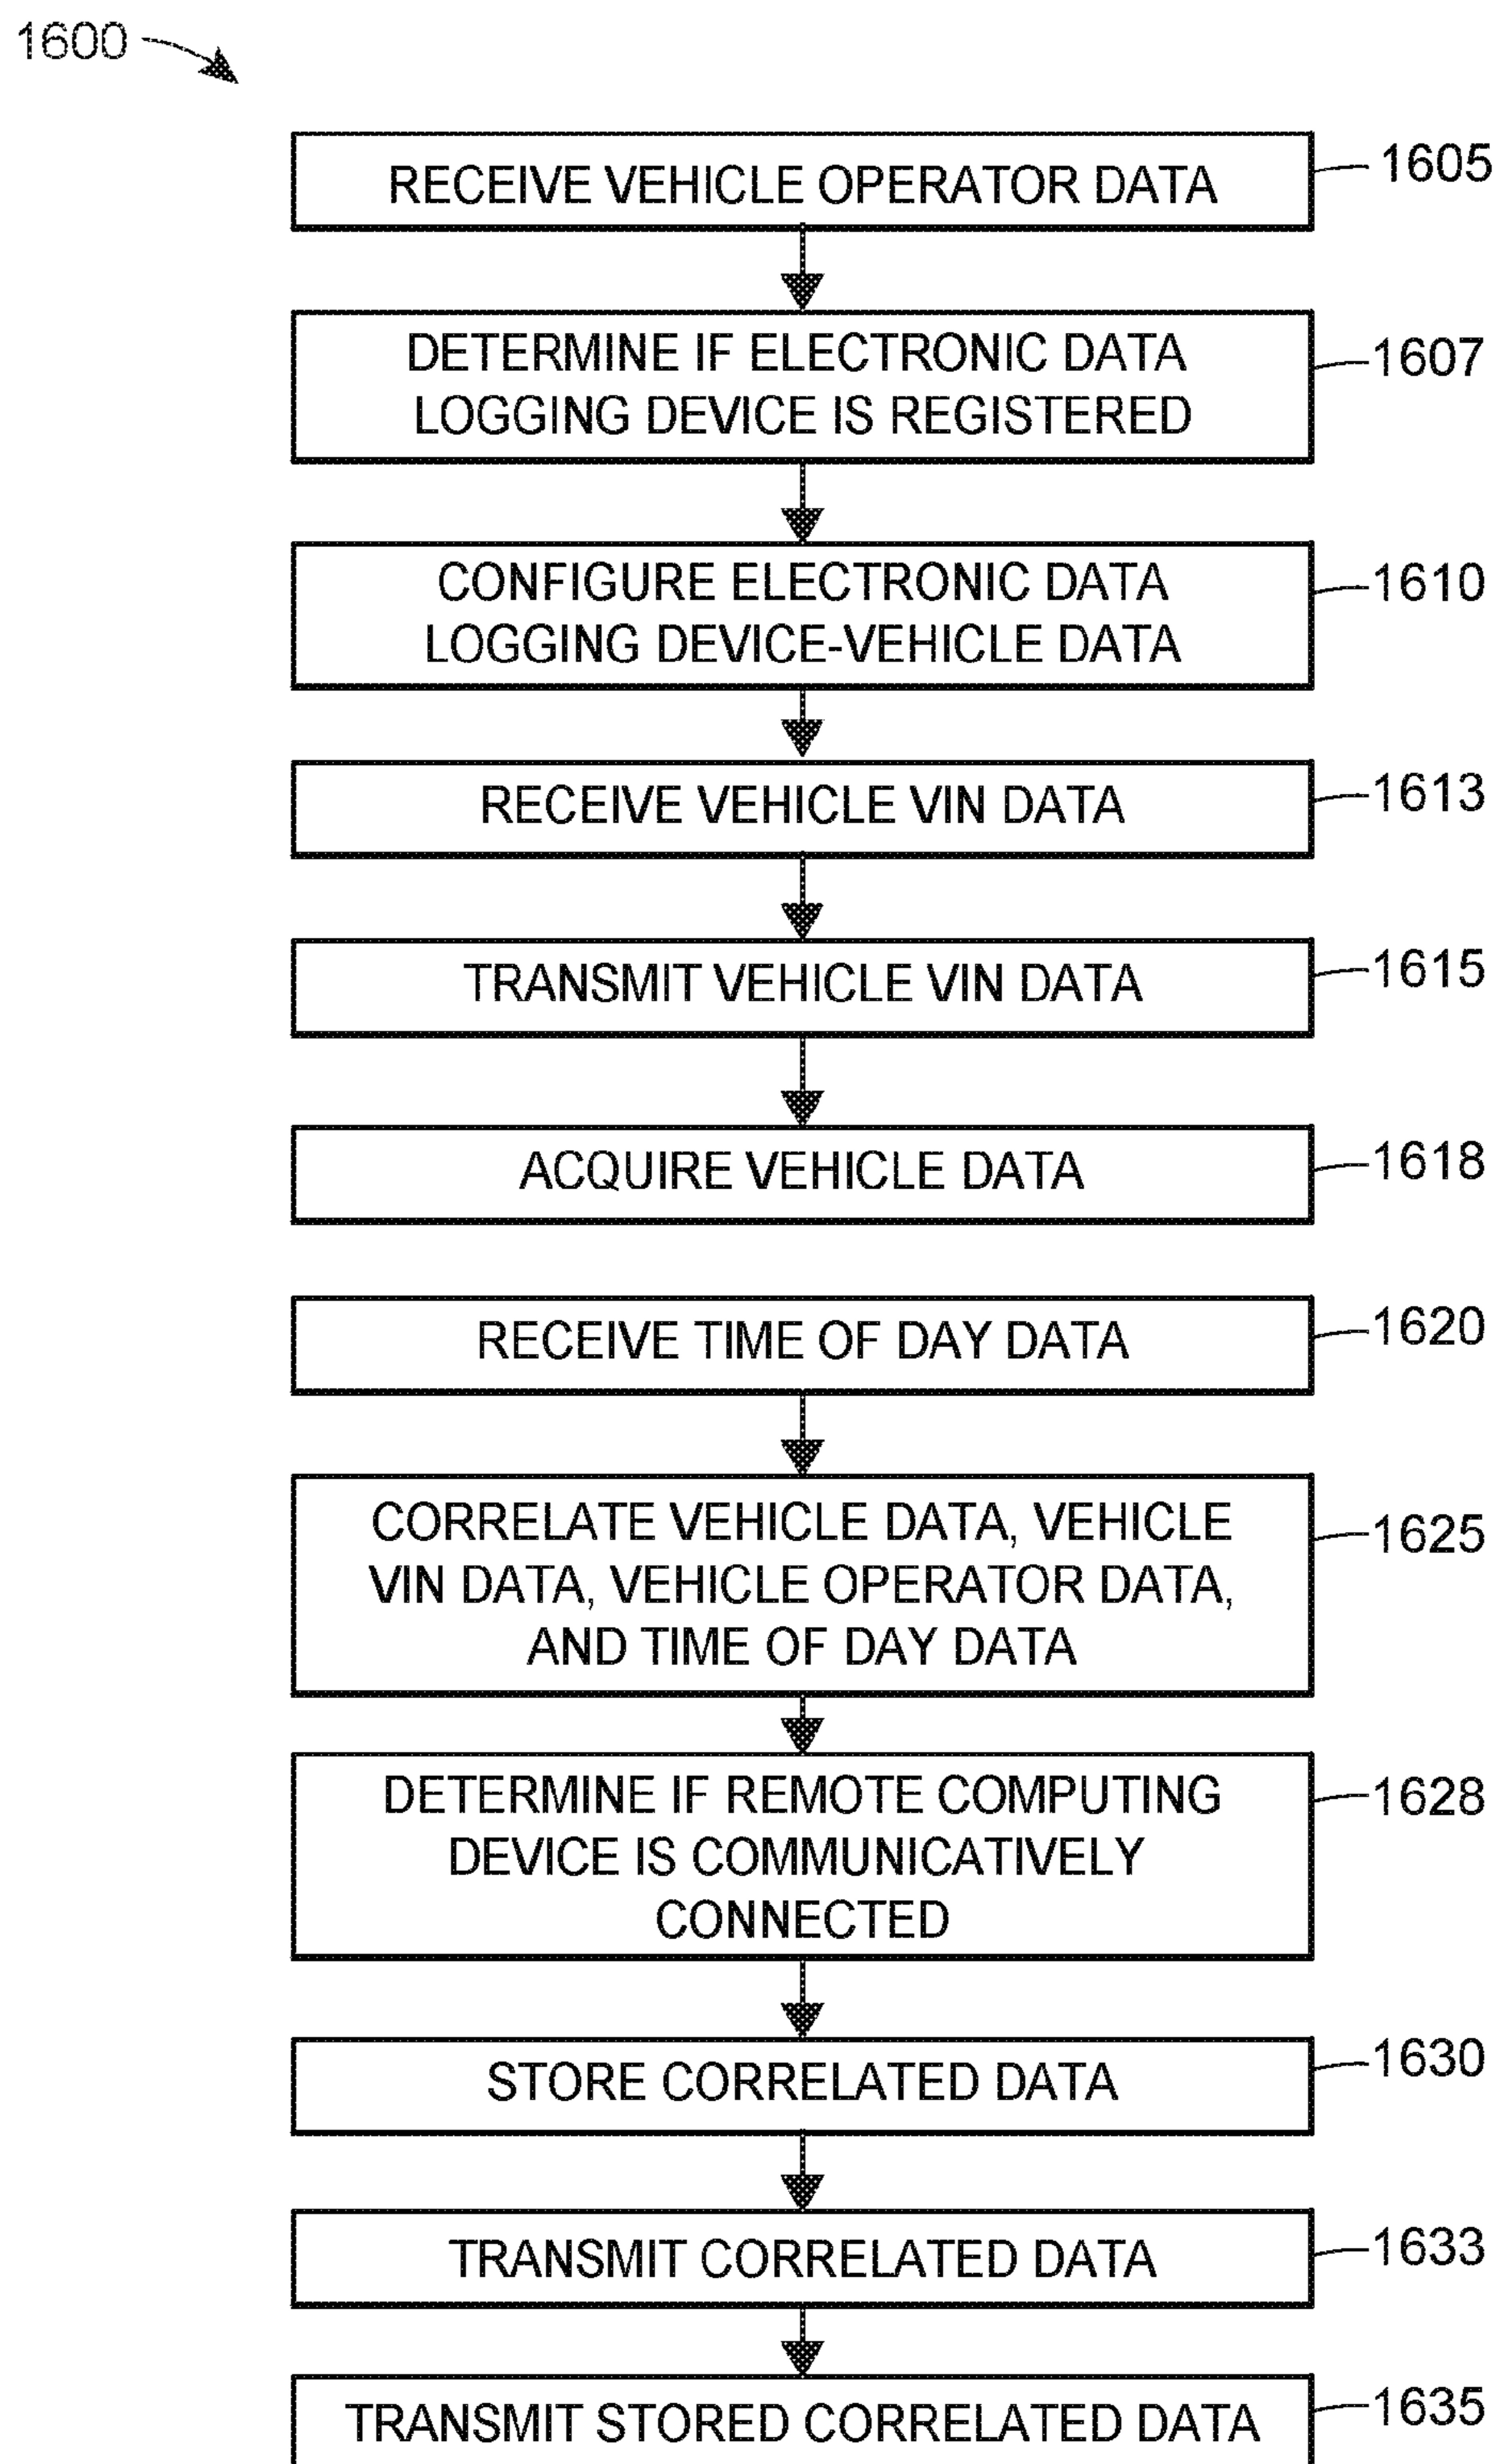 1600
RECEIVE VEHICLE OPERATOR DATA
1605
DETERMINE IF ELECTRONIC DATA
LOGGING DEVICE IS REGISTERED
1607
CONFIGURE ELECTRONIC DATA
LOGGING DEVICE-VEHICLE DATA
1610
RECEIVE VEHICLE VIN DATA
1613
TRANSMIT VEHICLE VIN DATA
1615
ACQUIRE VEHICLE DATA
1618
RECEIVE TIME OF DAY DATA
1620
CORRELATE VEHICLE DATA, VEHICLE
VIN DATA, VEHICLE OPERATOR DATA,
AND TIME OF DAY DATA
1625
DETERMINE IF REMOTE COMPUTING
DEVICE IS COMMUNICATIVELY
CONNECTED
1628
STORE CORRELATED DATA
1630
TRANSMIT CORRELATED DATA
1633
TRANSMIT STORED CORRELATED DATA
1635